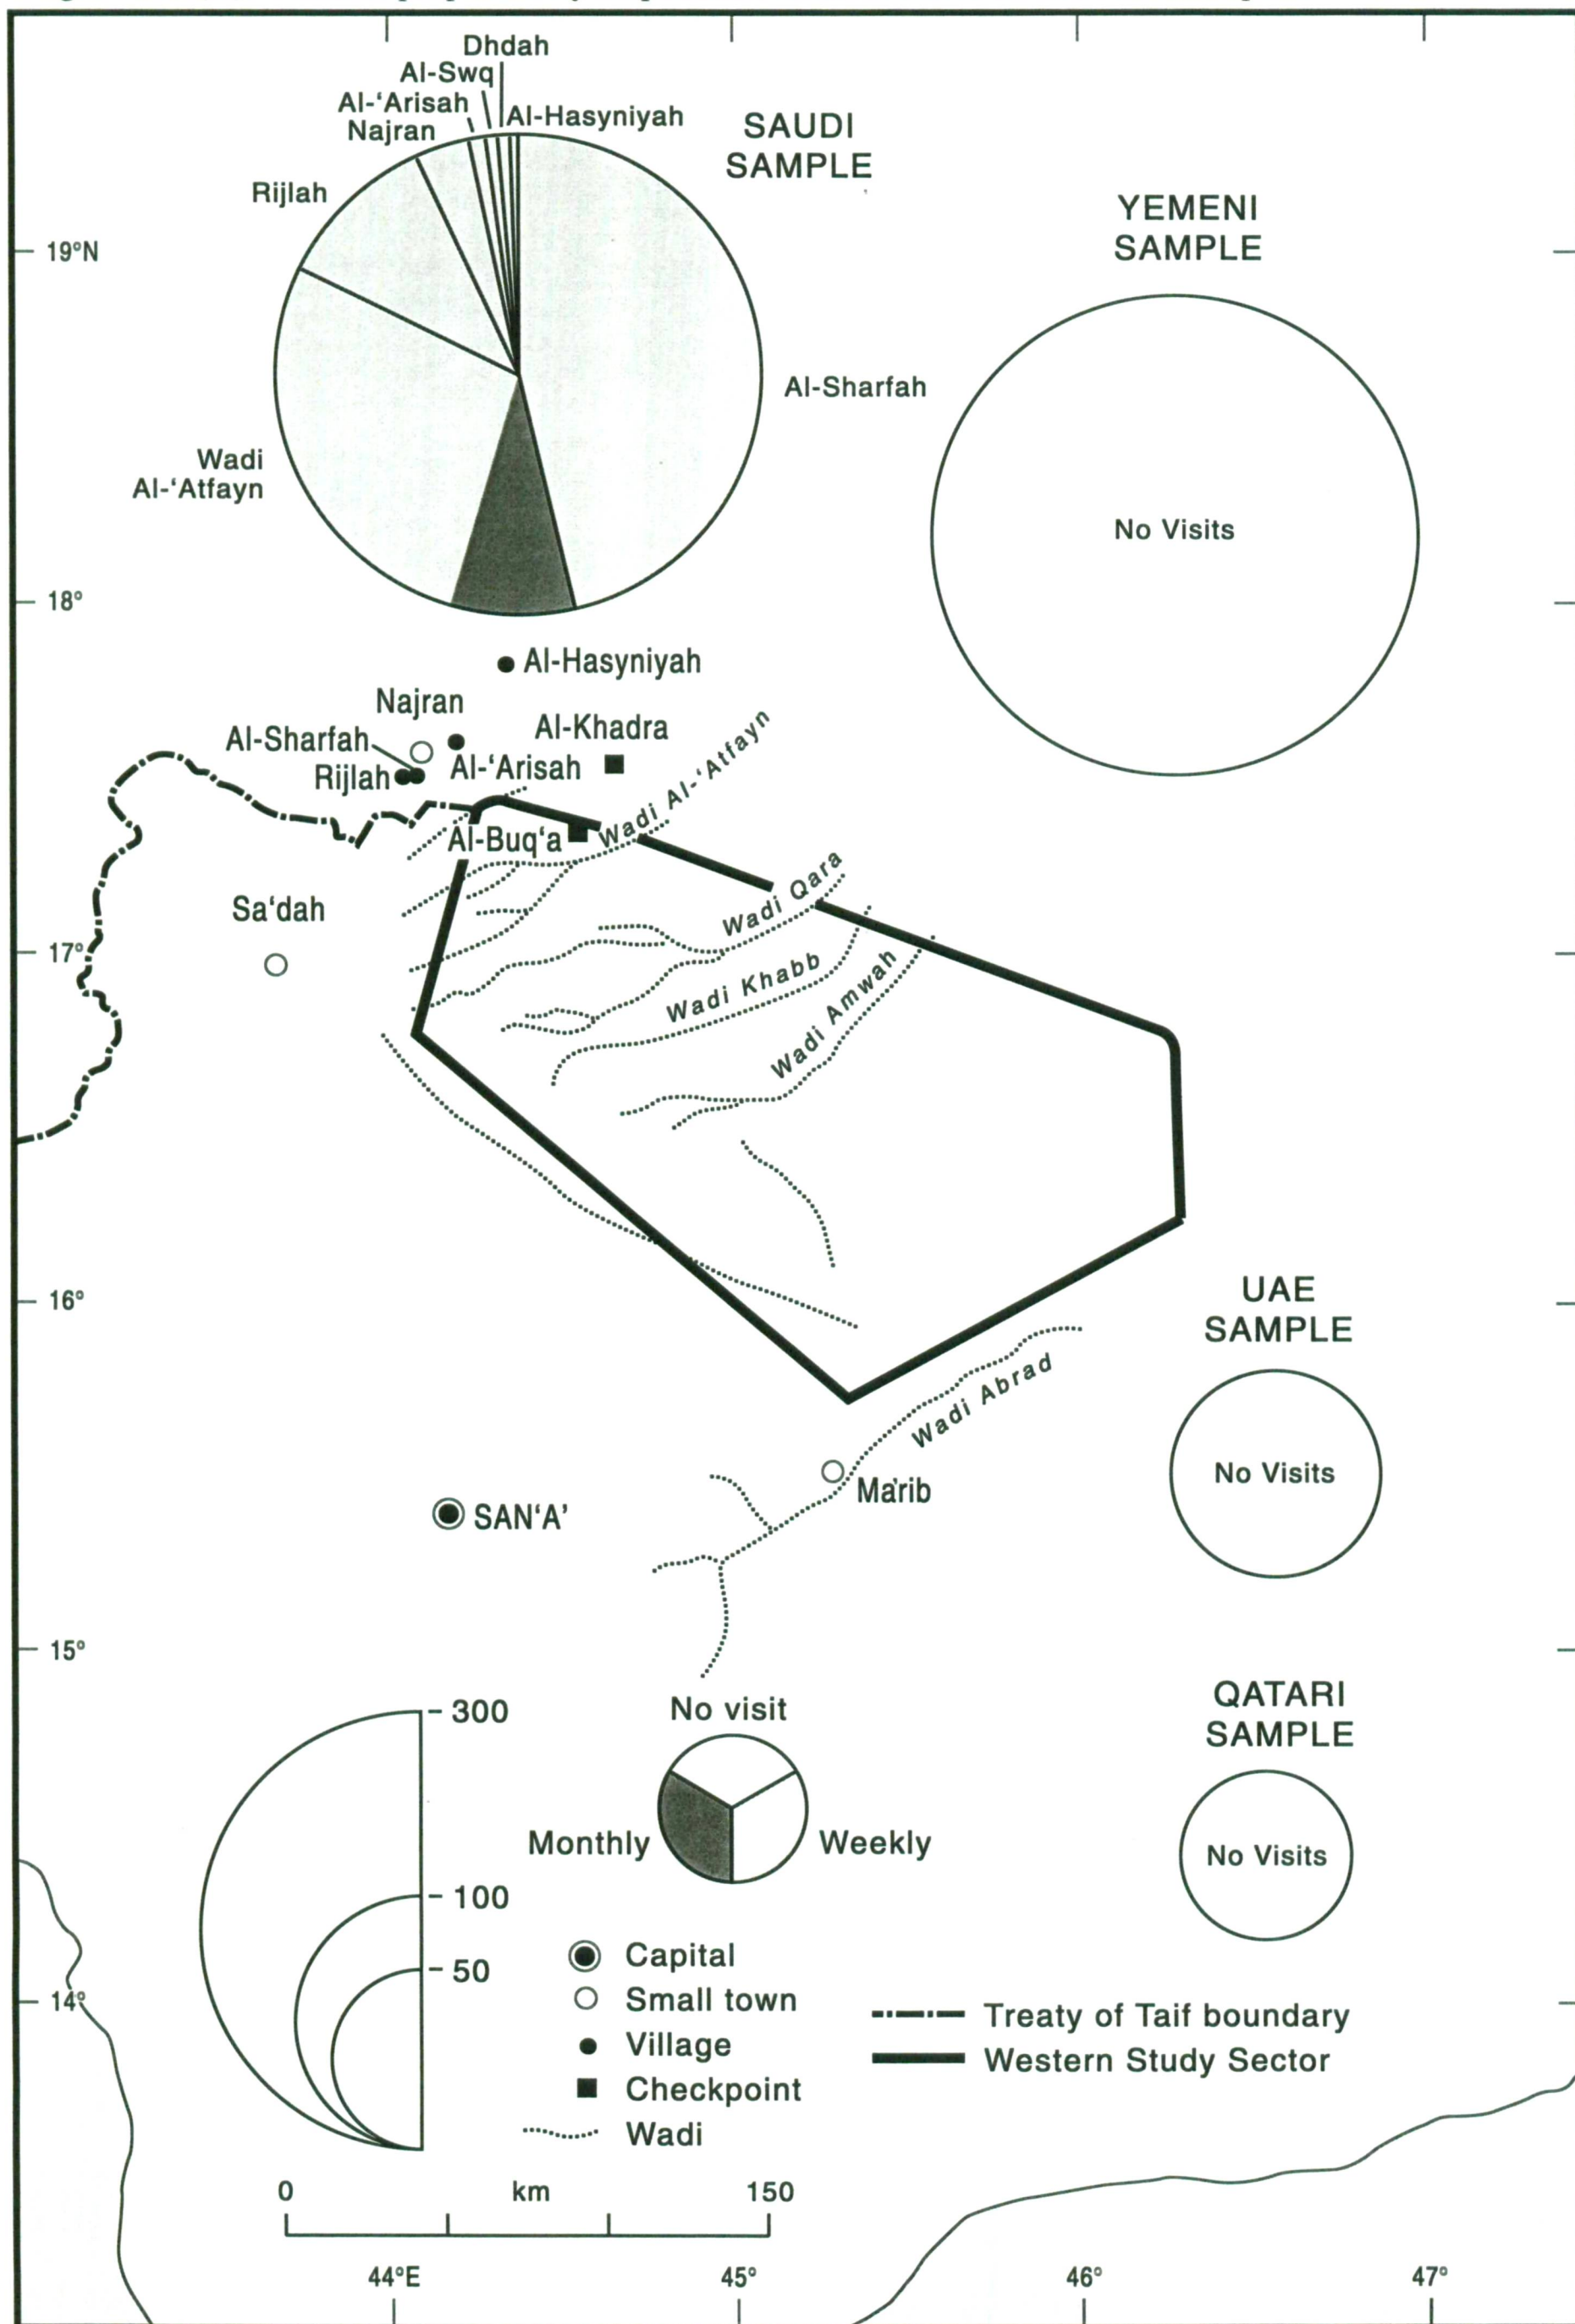 Dhdah
Al-Swq
Al-‘Arisah
Al-Hasyniyah
Najran
SAUDI
SAMPLE
Rijlah
YEMENI
SAMPLE
19°N
Al-Sharfah
Wadi
Al-‘Atfayn
No Visits
18°
Al-Hasyniyah
Najran
Al-Khadra
Al-Sharfah
Rijlah
Al-‘Arisah
Wadi Al-‘Atfayn
Al-Buq‘a
Wadi Qara
Sa‘dah
17°
Wadi Khabb
Wadi Amwah
16°
UAE
SAMPLE
Wadi Abrad
No Visits
Ma'rib
SAN‘A’
15°
QATARI
SAMPLE
No visit
300
Monthly
Weekly
No Visits
100
50
Capital
14°
Small town
Treaty of Taif boundary
Village
Western Study Sector
Checkpoint
Wadi
0 km 150
44°E 45° 46° 47°